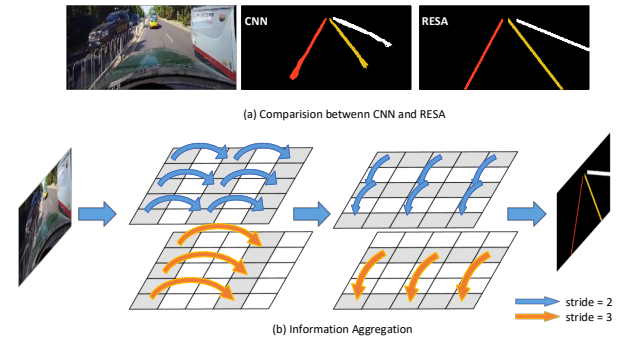 CNN
RESA
(a) Comparision betwenn CNN and RESA
stride = 2
stride = 3
(b) Information Aggregation